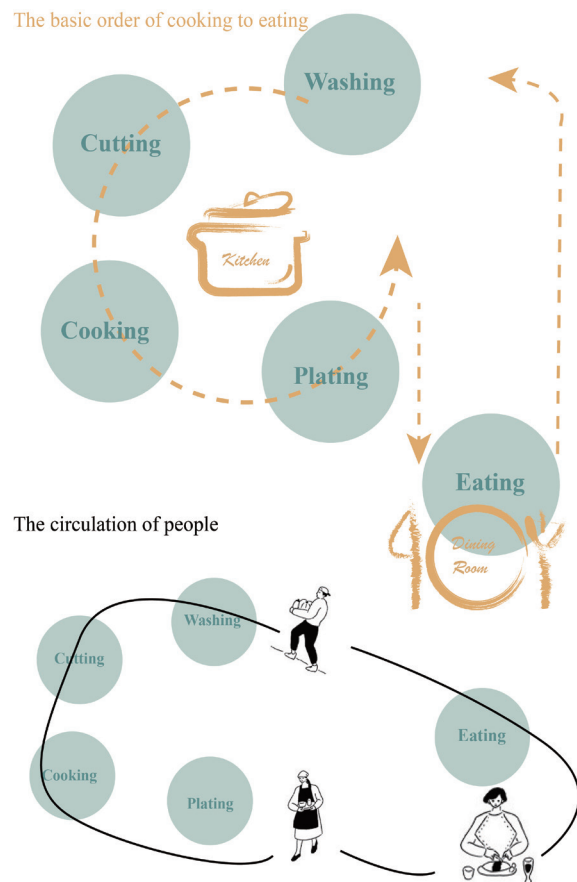 The basic order of cooking to eating
Washing
Cutting
Kitchen
Cooking
Plating
Eating
Dining
Room
The circulation of people
Washing
Cutting
Eating
Cooking
Plating